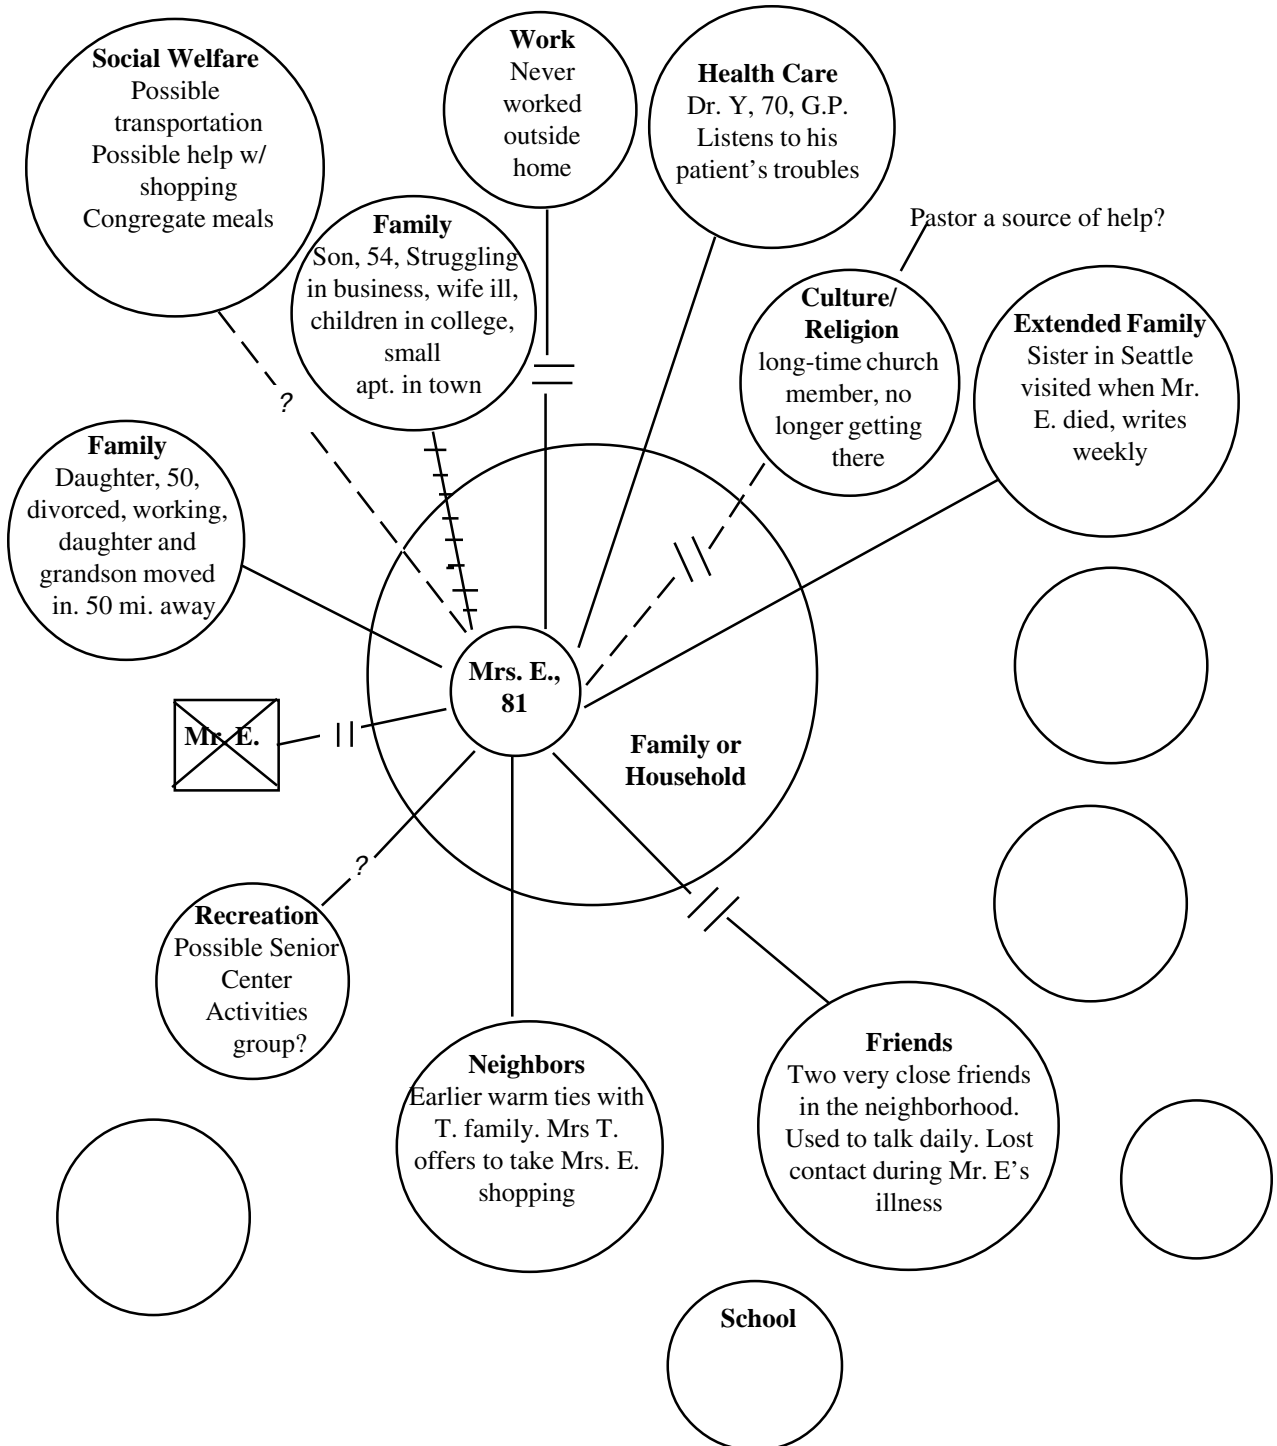 Social Welfare
Possible
transportation
Possible help w/
shopping
Congregate meals
Work
Never
worked
outside
home
Health Care
Dr. Y, 70, G.P.
Listens to his
patient’s troubles
Pastor a source of help?
Family
Son, 54, Struggling
in business, wife ill,
children in college,
small
apt. in town
Culture/
Religion
long-time church
member, no
longer getting
there
Extended Family
Sister in Seattle
visited when Mr.
E. died, writes
weekly
?
Family
Daughter, 50,
divorced, working,
daughter and
grandson moved
in. 50 mi. away
Mrs. E.,
81
Mr. E.
Family or
Household
?
Recreation
Possible Senior
Center
Activities
group?
Neighbors
Earlier warm ties with
T. family. Mrs T.
offers to take Mrs. E.
shopping
Friends
Two very close friends
in the neighborhood.
Used to talk daily. Lost
contact during Mr. E’s
illness
School